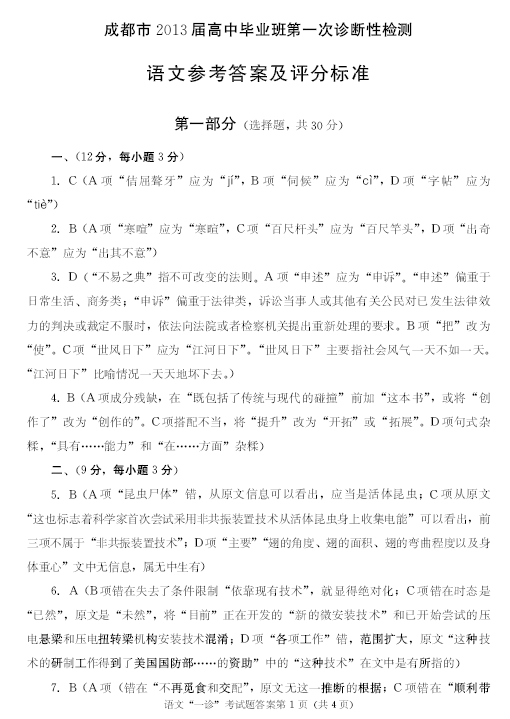 成都市 2013 届高中毕业班第一次诊断性检测
语文参考答案及评分标准
第一部分（选择题，共 30 分）
一、（12 分，每小题 3 分）
1. C（A 项“佶屈聱牙”应为“jí”，B 项“伺候”应为“cì”，D 项“字帖”应为
“tiè”）
2. B（A 项“寒喧”应为“寒暄”，C 项“百尺杆头”应为“百尺竿头”，D 项“出奇
不意”应为“出其不意”）
3. D（“不易之典”指不可改变的法则。A 项“申述”应为“申诉”。“申述”偏重于
日常生活、商务类；“申诉”偏重于法律类，诉讼当事人或其他有关公民对已发生法律效
力的判决或裁定不服时，依法向法院或者检察机关提出重新处理的要求。B 项“把”改为
“使”。C 项“世风日下”应为“江河日下”。“世风日下”主要指社会风气一天不如一天。
“江河日下”比喻情况一天天地坏下去。）
4. B（A 项成分残缺，在“既包括了传统与现代的碰撞”前加“这本书”，或将“创
作了”改为“创作的”。C 项搭配不当，将“提升”改为“开拓”或“拓展”。D 项句式杂
糅，“具有……能力”和“在……方面”杂糅）
二、（9 分，每小题 3 分）
5. B（A 项“昆虫尸体”错，从原文信息可以看出，应当是活体昆虫；C 项从原文
“这也标志着科学家首次尝试采用非共振装置技术从活体昆虫身上收集电能”可以看出，前
三项不属于“非共振装置技术”；D 项“主要”“翅的角度、翅的面积、翅的弯曲程度以及身
体重心”文中无信息，属无中生有）
6. A（B 项错在失去了条件限制“依靠现有技术”，就显得绝对化；C 项错在时态是
“已然”，原文是“未然”，将“目前”正在开发的“新的微安装技术”和已开始尝试的压
电悬梁和压电扭转梁机构安装技术混淆；D 项“各项工作”错，范围扩大，原文“这种技
术的研制工作得到了美国国防部……的资助”中的“这种技术”在文中是有所指的）
7. B（A 项（错在“不再觅食和交配”，原文无这一推断的根据；C 项错在“顺利带
语文“一诊”考试题答案第 1 页（共 4 页）